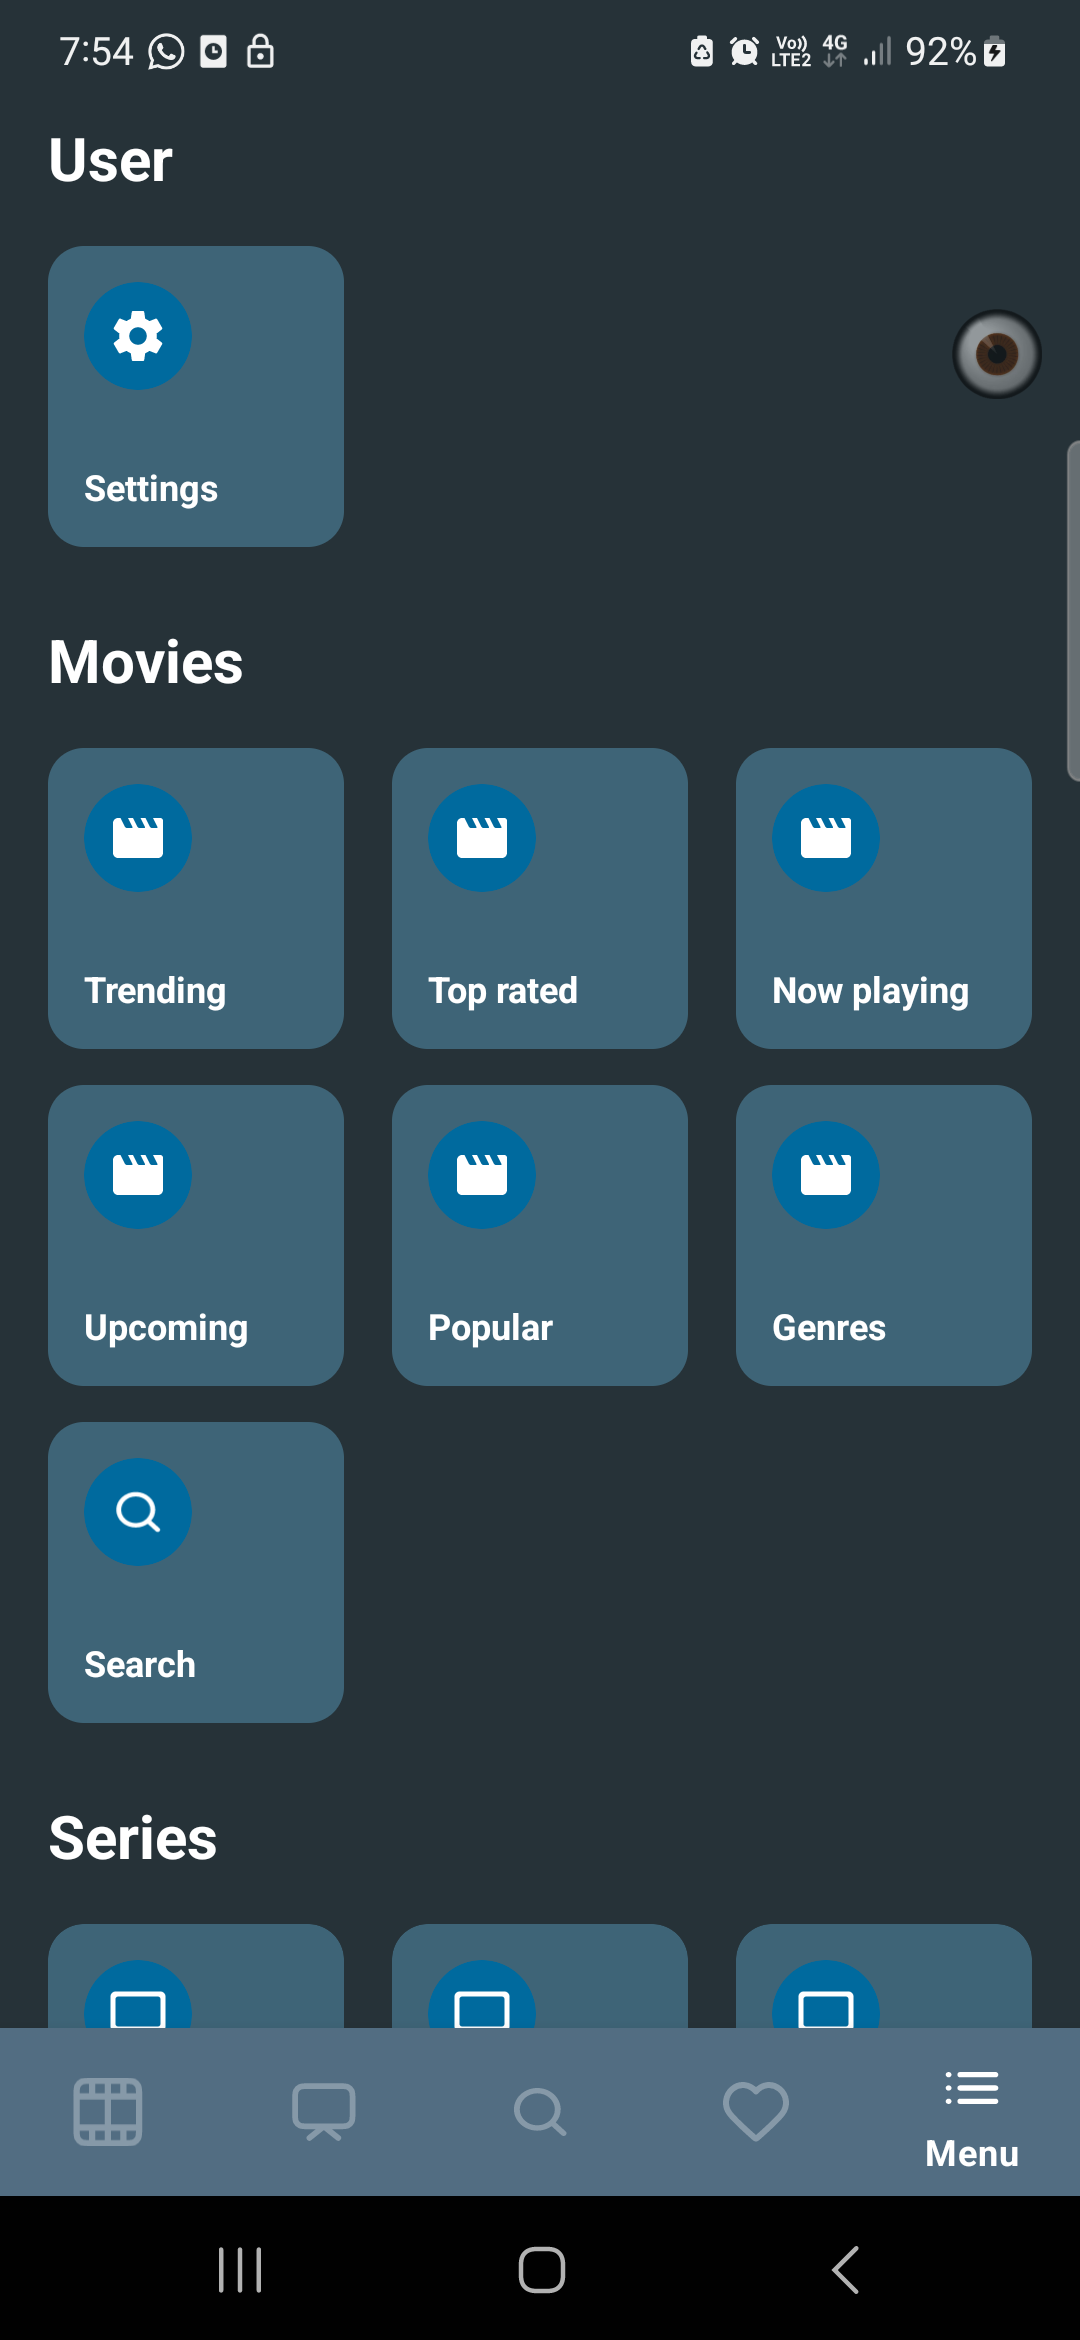 7:54 Vo)) LTE2 4G 92%
User
Settings
Movies
Trending Top rated Now playing
Upcoming Popular Genres
Search
Series
Menu